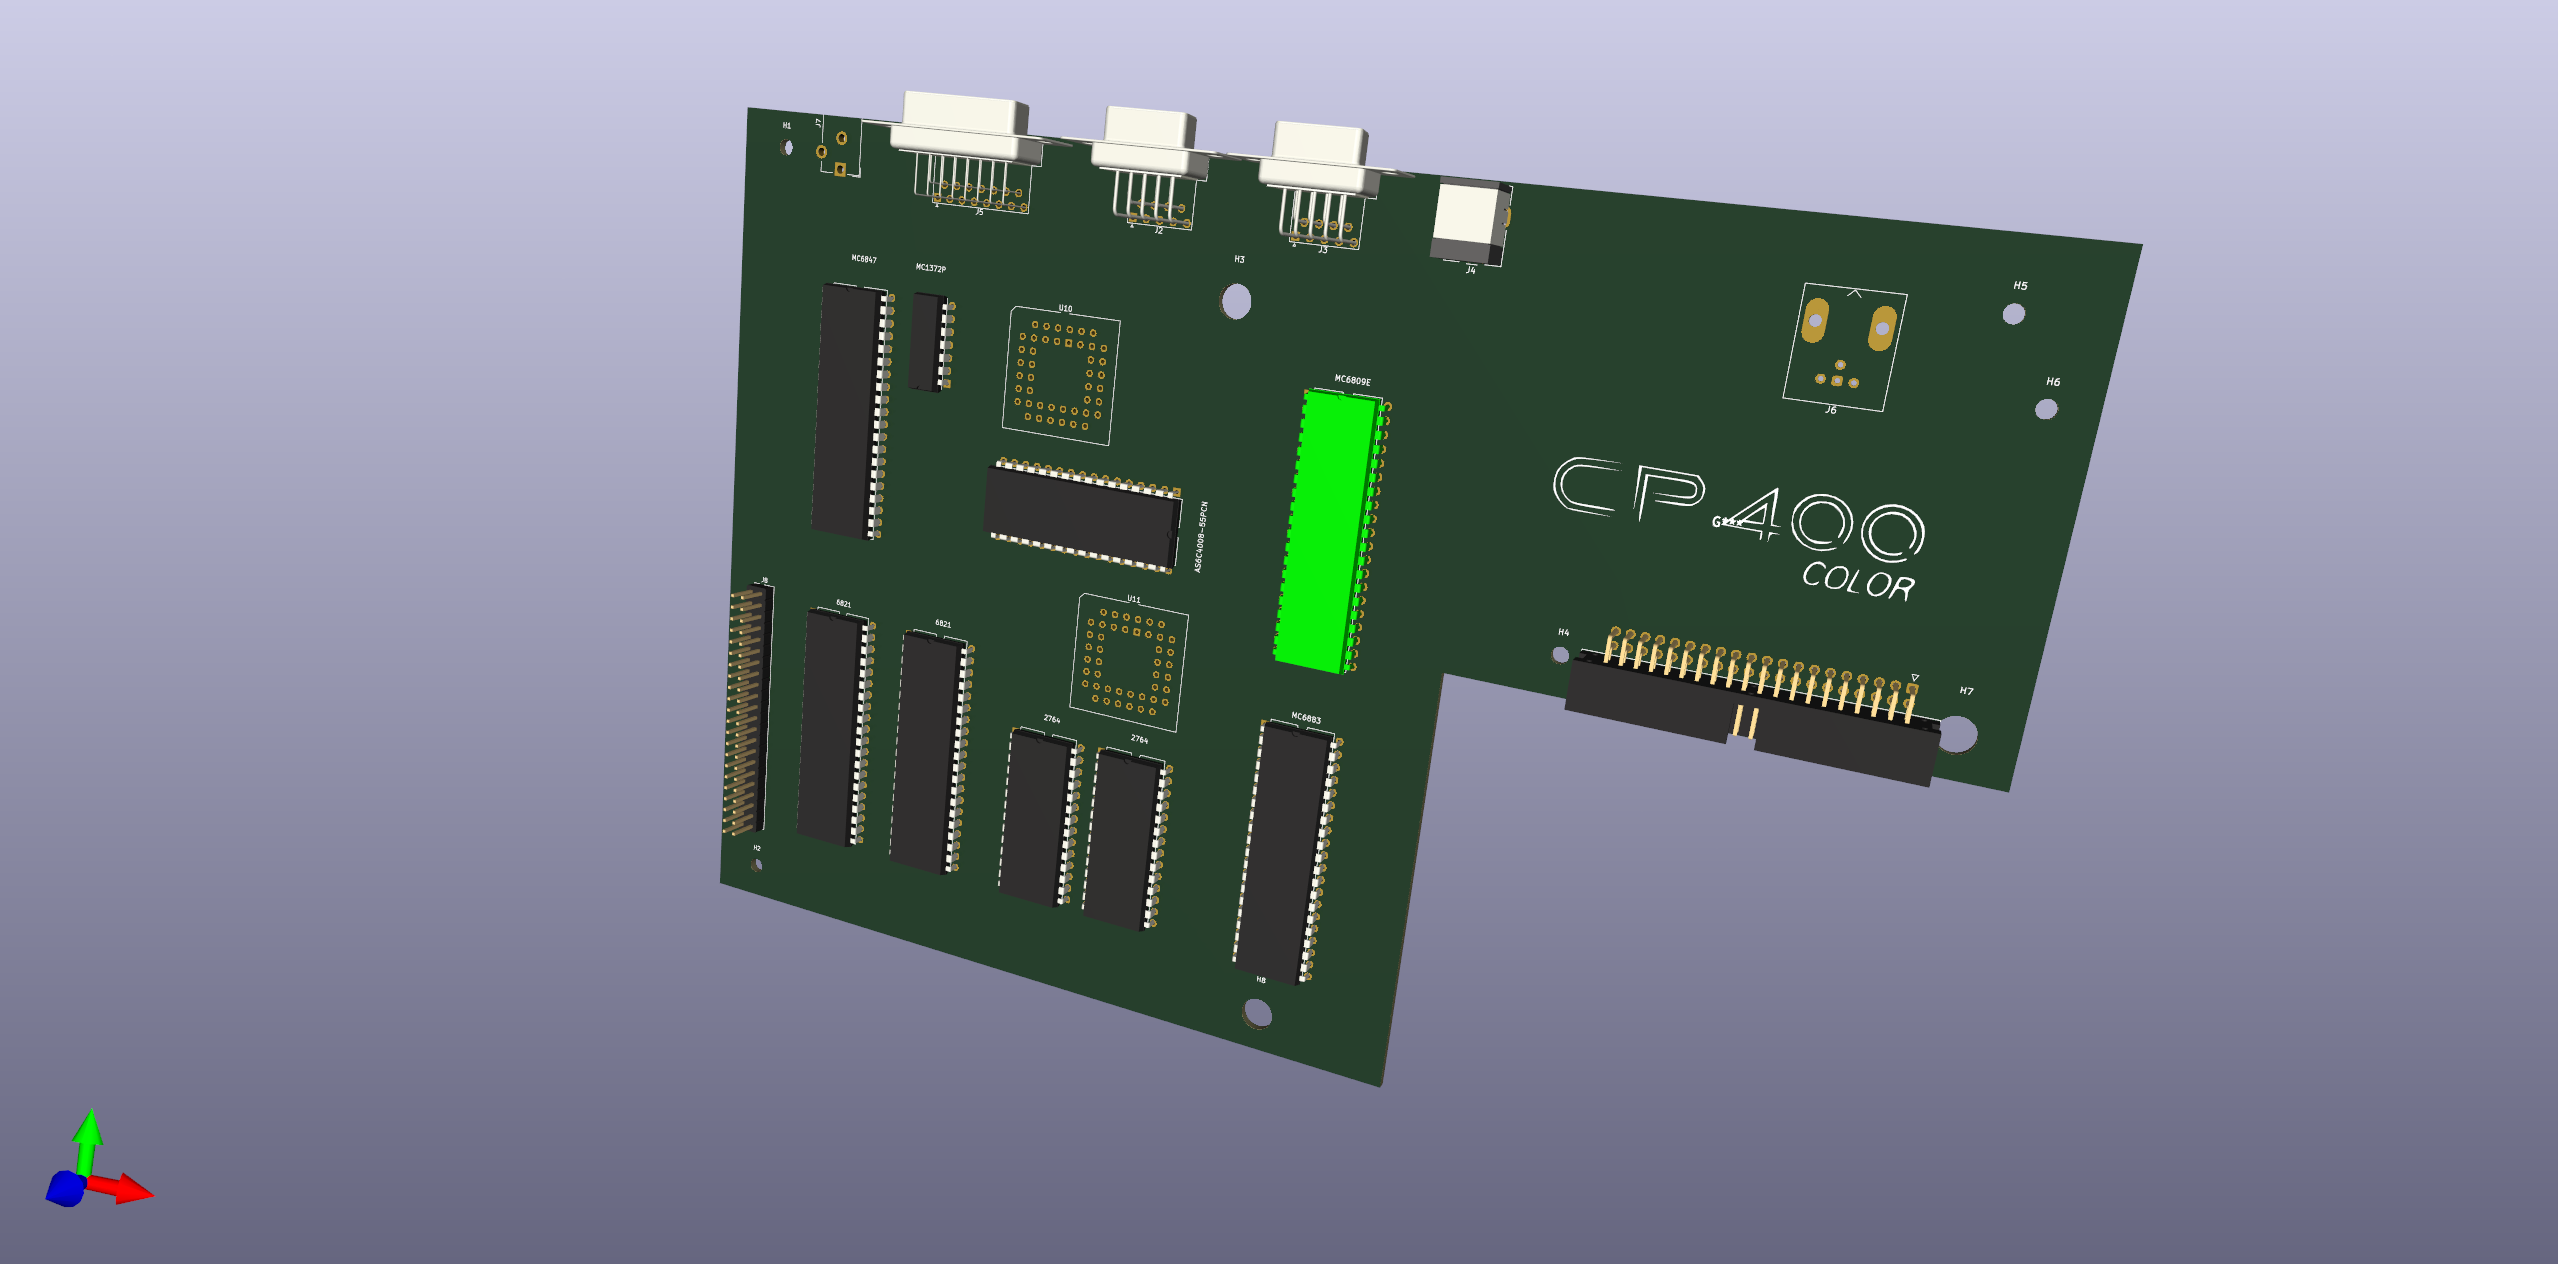 H1
J7
J5
J2
J3
J4
MC6847
MC1372P
H3
H5
U10
MC6809E
H6
J6
CP400
G***
COLOR
AS6C4008-55PCN
J8
6821
6821
U11
H4
H7
2764
2764
MC6883
H2
H8